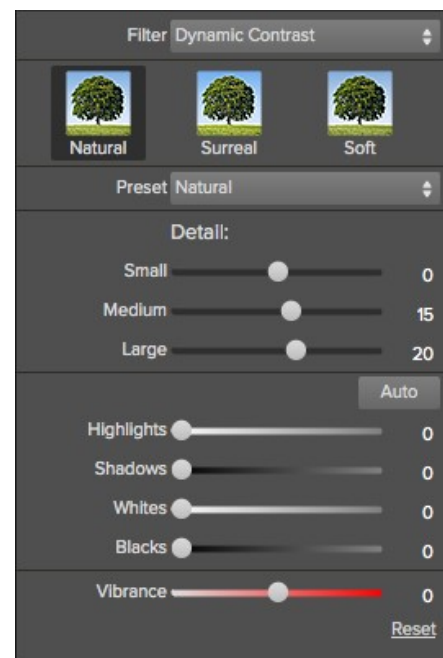 Filter Dynamic Contrast
Natural Surreal Soft
Preset Natural
Detail:
Small 0
Medium 15
Large 20
Auto
Highlights 0
Shadows 0
Whites 0
Blacks 0
Vibrance 0
Reset